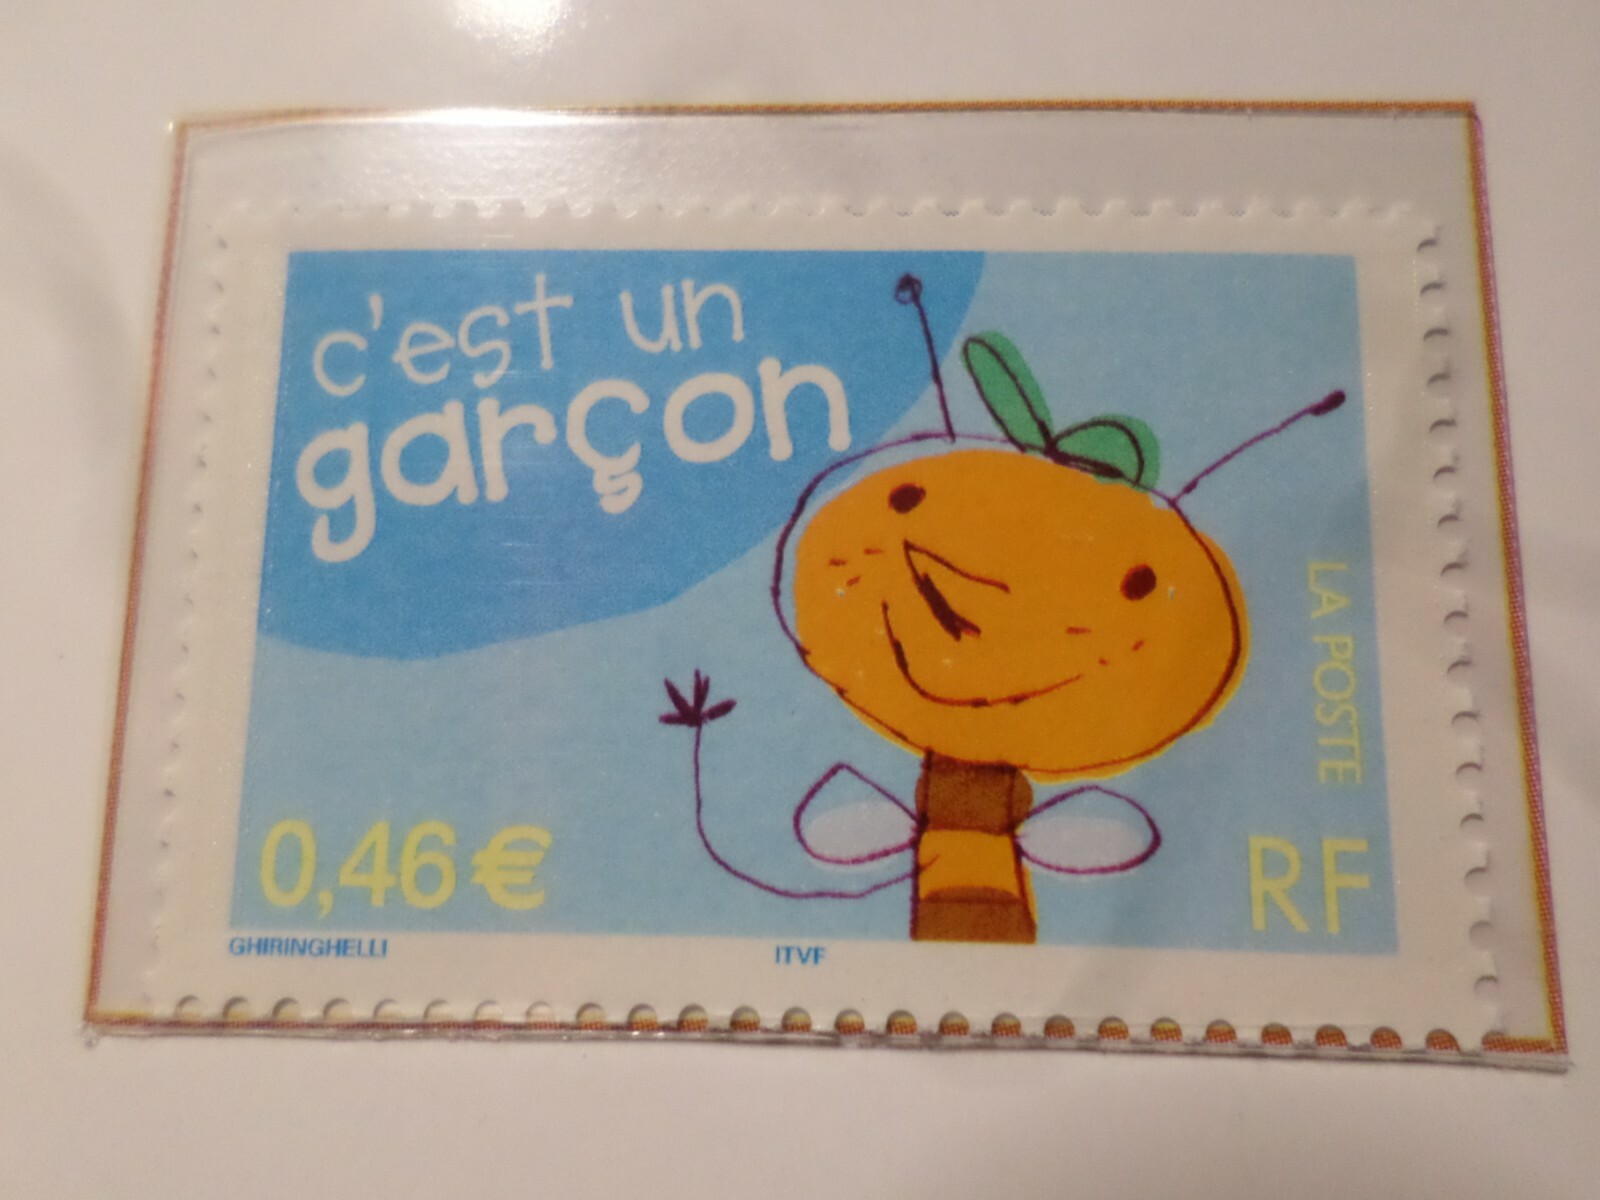 c'est un
garçon
LA POSTE
0,46 €
RF
GHIRINGHELLI
ITVF